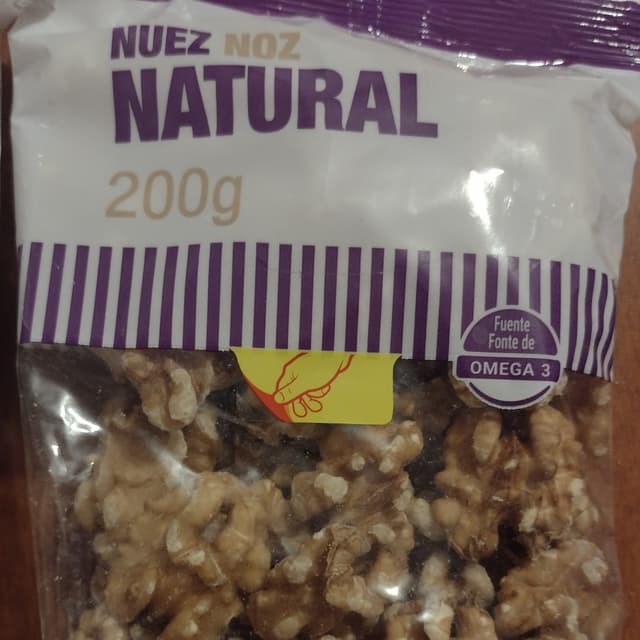 NUEZ NOZ
NATURAL
200g
Fuente
Fonte de
OMEGA 3